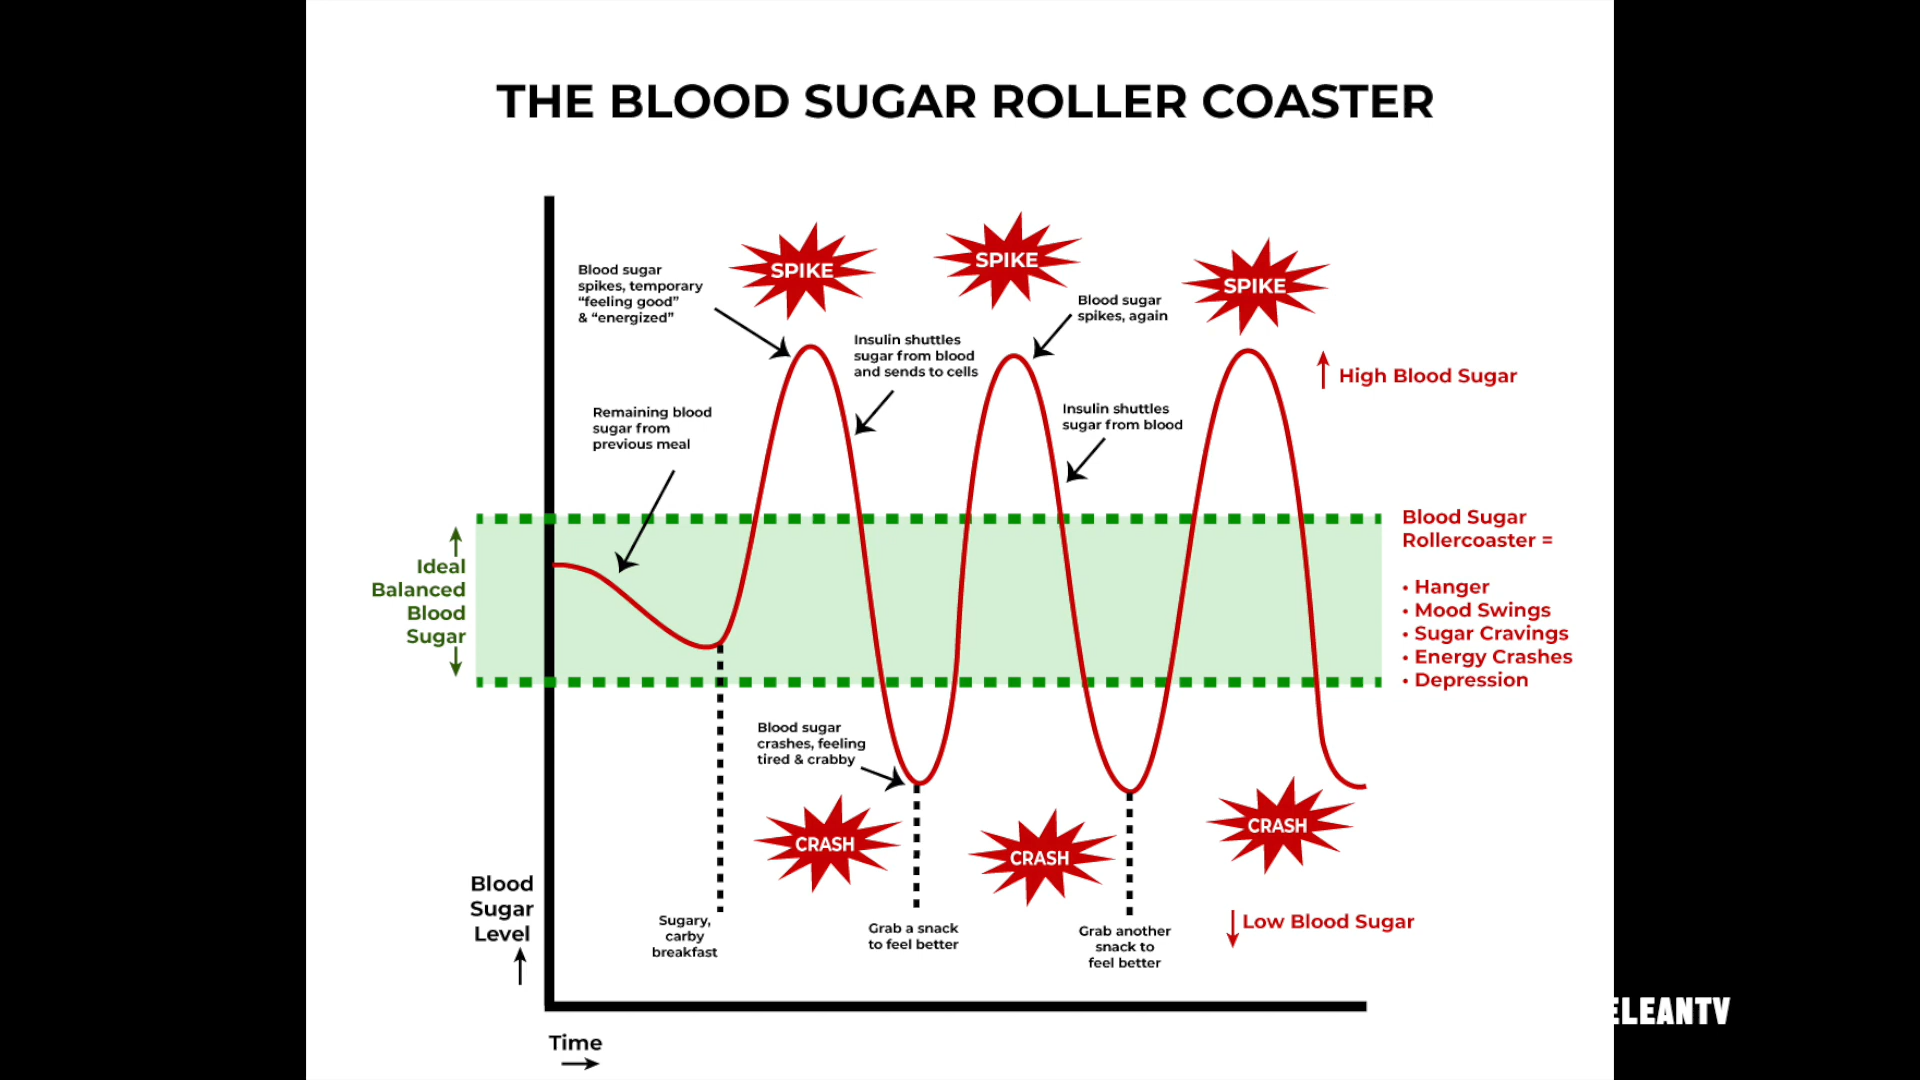 THE BLOOD SUGAR ROLLER COASTER
SPIKE
SPIKE
SPIKE
Blood sugar
spikes, temporary
“feeling good”
& “energized”
Blood sugar
spikes, again
Insulin shuttles
sugar from blood
and sends to cells
High Blood Sugar
Remaining blood
sugar from
previous meal
Insulin shuttles
sugar from blood
Ideal
Balanced
Blood
Sugar
Blood Sugar
Rollercoaster =
• Hanger
• Mood Swings
• Sugar Cravings
• Energy Crashes
• Depression
Blood sugar
crashes, feeling
tired & crabby
CRASH
CRASH
CRASH
Blood
Sugar
Level
Sugary,
carby
breakfast
Grab a snack
to feel better
Grab another
snack to
feel better
Low Blood Sugar
ELEANTV
Time